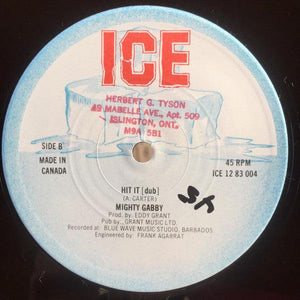 ICE
HERBERT G. TYSON
49 MABELLE AVE., Apt. 509
ISLINGTON, ONT.
M9A 5B1
SIDE B
MADE IN
CANADA
45 RPM
ICE 12 83 004
HIT IT [dub]
(A. CARTER)
MIGHTY GABBY
Prod. by: EDDY GRANT
Pub by., GRANT MUSIC LTD.
Recorded at: BLUE WAVE MUSIC STUDIO, BARBADOS.
Engineered by: FRANK AGARRAT